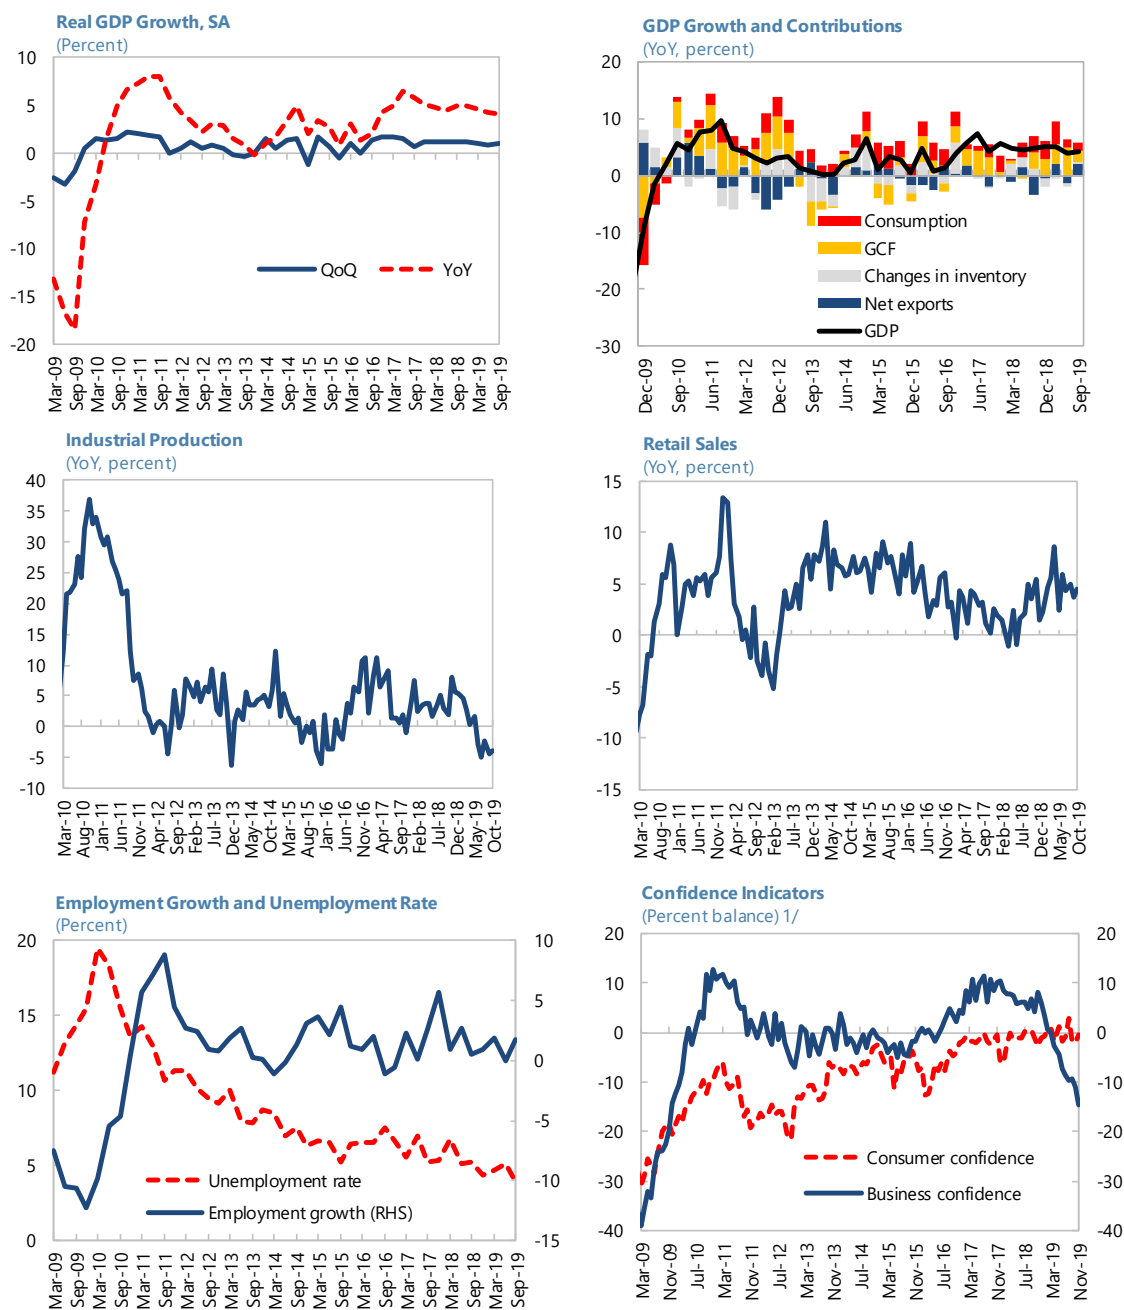 Real GDP Growth, SA
(Percent)
10
5
0
-5
-10
-15
-20
QoQ
YoY
Mar-09
Sep-09
Mar-10
Sep-10
Mar-11
Sep-11
Mar-12
Sep-12
Mar-13
Sep-13
Mar-14
Sep-14
Mar-15
Sep-15
Mar-16
Sep-16
Mar-17
Sep-17
Mar-18
Sep-18
Mar-19
Sep-19
GDP Growth and Contributions
(YoY, percent)
20
10
0
-10
-20
-30
Consumption
GCF
Changes in inventory
Net exports
GDP
Dec-09
Sep-10
Jun-11
Mar-12
Dec-12
Sep-13
Jun-14
Mar-15
Dec-15
Sep-16
Jun-17
Mar-18
Dec-18
Sep-19
Industrial Production
(YoY, percent)
40
35
30
25
20
15
10
5
0
-5
-10
Mar-10
Aug-10
Jan-11
Jun-11
Nov-11
Apr-12
Sep-12
Feb-13
Jul-13
Dec-13
May-14
Oct-14
Mar-15
Aug-15
Jan-16
Jun-16
Nov-16
Apr-17
Sep-17
Feb-18
Jul-18
Dec-18
May-19
Oct-19
Retail Sales
(YoY, percent)
15
10
5
0
-5
-10
-15
Mar-10
Aug-10
Jan-11
Jun-11
Nov-11
Apr-12
Sep-12
Feb-13
Jul-13
Dec-13
May-14
Oct-14
Mar-15
Aug-15
Jan-16
Jun-16
Nov-16
Apr-17
Sep-17
Feb-18
Jul-18
Dec-18
May-19
Oct-19
Employment Growth and Unemployment Rate
(Percent)
20
15
10
5
0
10
5
0
-5
-10
-15
Unemployment rate
Employment growth (RHS)
Mar-09
Sep-09
Mar-10
Sep-10
Mar-11
Sep-11
Mar-12
Sep-12
Mar-13
Sep-13
Mar-14
Sep-14
Mar-15
Sep-15
Mar-16
Sep-16
Mar-17
Sep-17
Mar-18
Sep-18
Mar-19
Sep-19
Confidence Indicators
(Percent balance) 1/
20
10
0
-10
-20
-30
-40
20
10
0
-10
-20
-30
-40
Consumer confidence
Business confidence
Mar-09
Nov-09
Jul-10
Mar-11
Nov-11
Jul-12
Mar-13
Nov-13
Jul-14
Mar-15
Nov-15
Jul-16
Mar-17
Nov-17
Jul-18
Mar-19
Nov-19